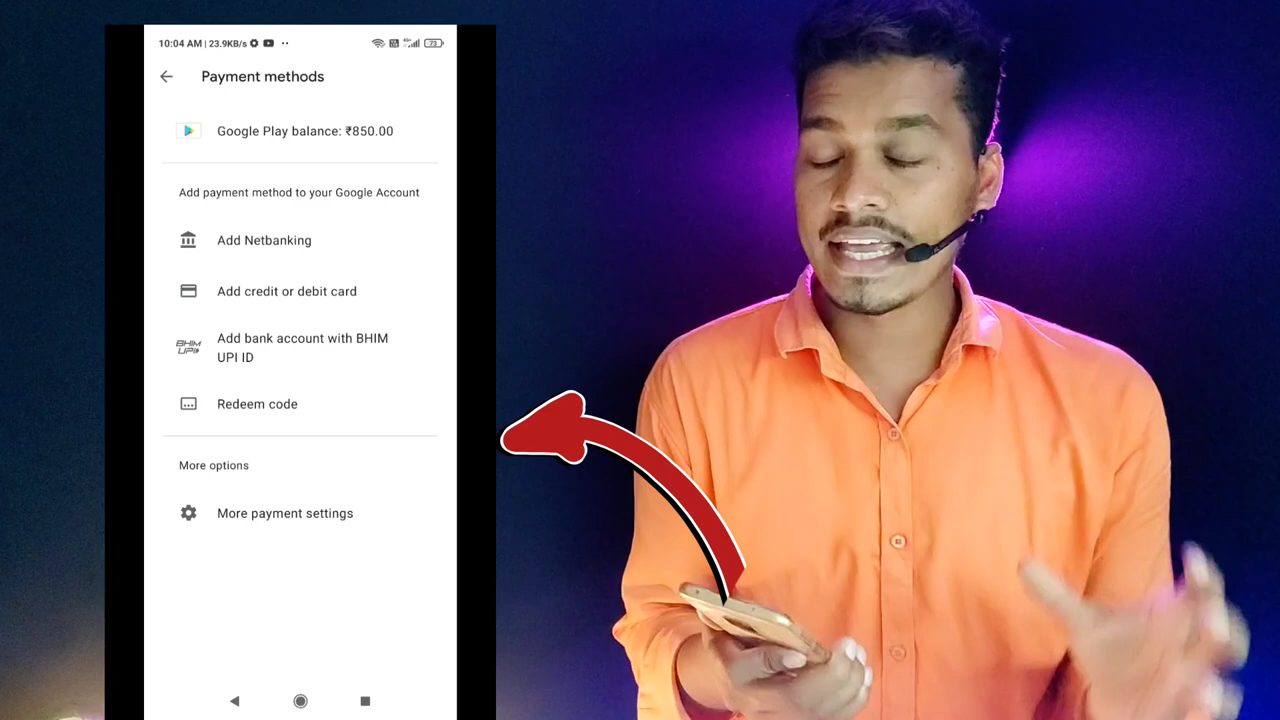 10:04 AM | 23.9KB/s
73
Payment methods
Google Play balance: ₹850.00
Add payment method to your Google Account
Add Netbanking
Add credit or debit card
BHIM
UPI
Add bank account with BHIM
UPI ID
Redeem code
More options
More payment settings